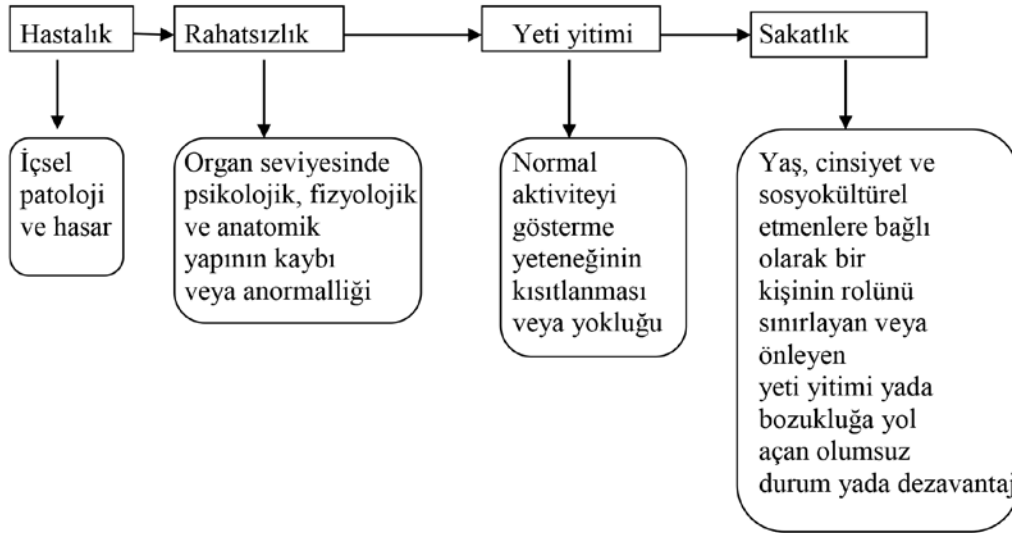 Hastalık
Rahatsızlık
Yeti yitimi
Sakatlık
İçsel
patoloji
ve hasar
Organ seviyesinde
psikolojik, fizyolojik
ve anatomik
yapının kaybı
veya anormalliği
Normal
aktiviteyi
gösterme
yeteneğinin
kısıtlanması
veya yokluğu
Yaş, cinsiyet ve
sosyokültürel
etmenlere bağlı
olarak bir
kişinin rolünü
sınırlayan veya
önleyen
yeti yitimi yada
bozukluğa yol
açan olumsuz
durum yada dezavantaj